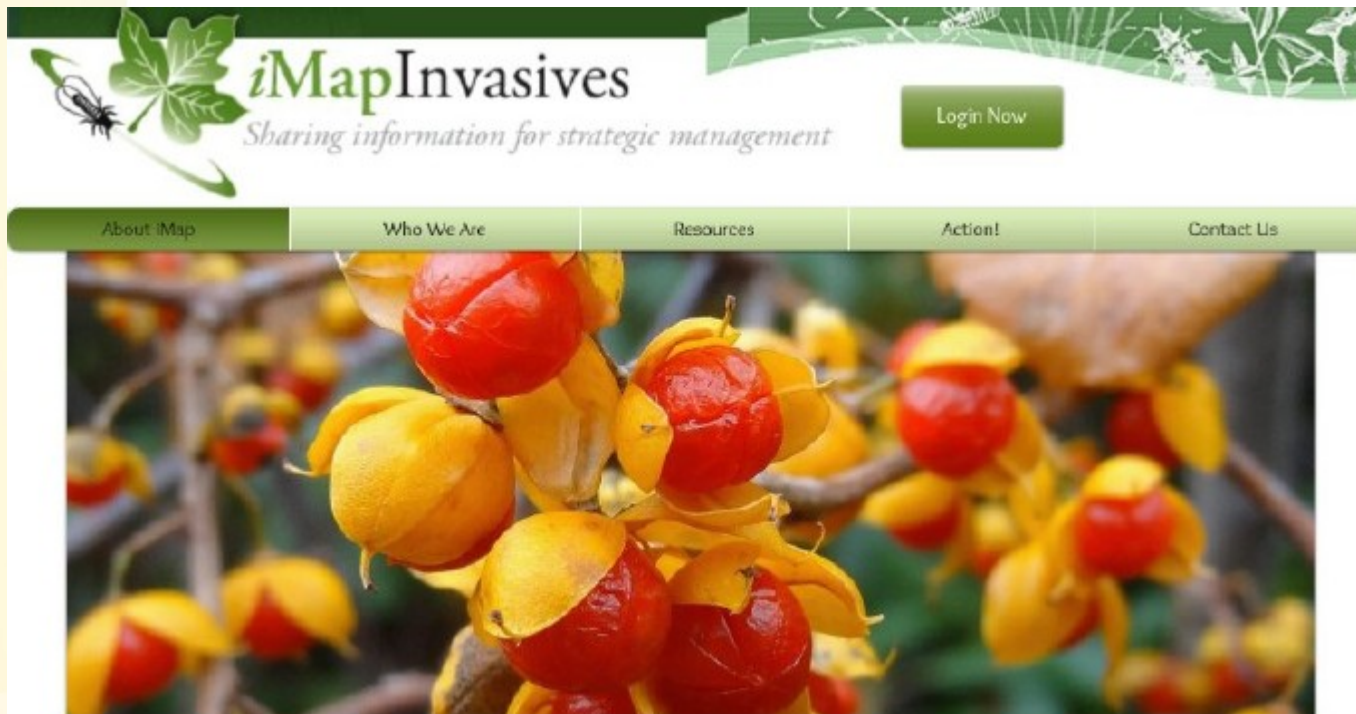 iMapInvasives
Sharing information for strategic management
Login Now
About iMap
Who We Are
Resources
Action!
Contact Us